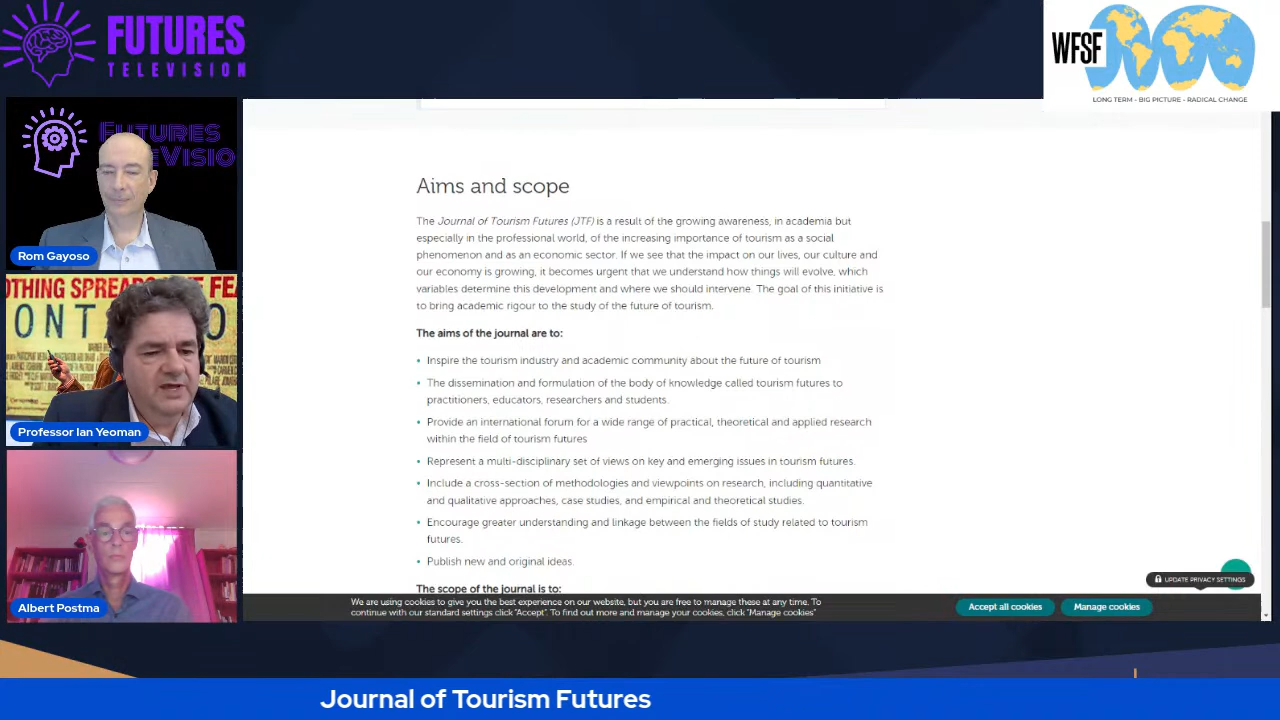 FUTURES
TELEVISION
WFSF
LONG TERM - BIG PICTURE - RADICAL CHANGE
FUTURES
Rom Gayoso
NOTHING SPREADS
FEA
ONT
O
Professor Ian Yeoman
Albert Postma
Aims and scope
The Journal of Tourism Futures (JTF) is a result of the growing awareness, in academia but
especially in the professional world, of the increasing importance of tourism as a social
phenomenon and as an economic sector. If we see that the impact on our lives, our culture and
our economy is growing, it becomes urgent that we understand how things will evolve, which
variables determine this development and where we should intervene. The goal of this initiative is
to bring academic rigour to the study of the future of tourism.
The aims of the journal are to:
• Inspire the tourism industry and academic community about the future of tourism
• The dissemination and formulation of the body of knowledge called tourism futures to
practitioners, educators, researchers and students.
• Provide an international forum for a wide range of practical, theoretical and applied research
within the field of tourism futures
• Represent a multi-disciplinary set of views on key and emerging issues in tourism futures.
• Include a cross-section of methodologies and viewpoints on research, including quantitative
and qualitative approaches, case studies, and empirical and theoretical studies.
• Encourage greater understanding and linkage between the fields of study related to tourism
futures.
• Publish new and original ideas.
The scope of the journal is to:
UPDATE PRIVACY SETTINGS
We are using cookies to give you the best experience on our website, but you are free to manage these at any time. To
continue with our standard settings click "Accept". To find out more and manage your cookies, click "Manage cookies"
Accept all cookies
Manage cookies
Journal of Tourism Futures